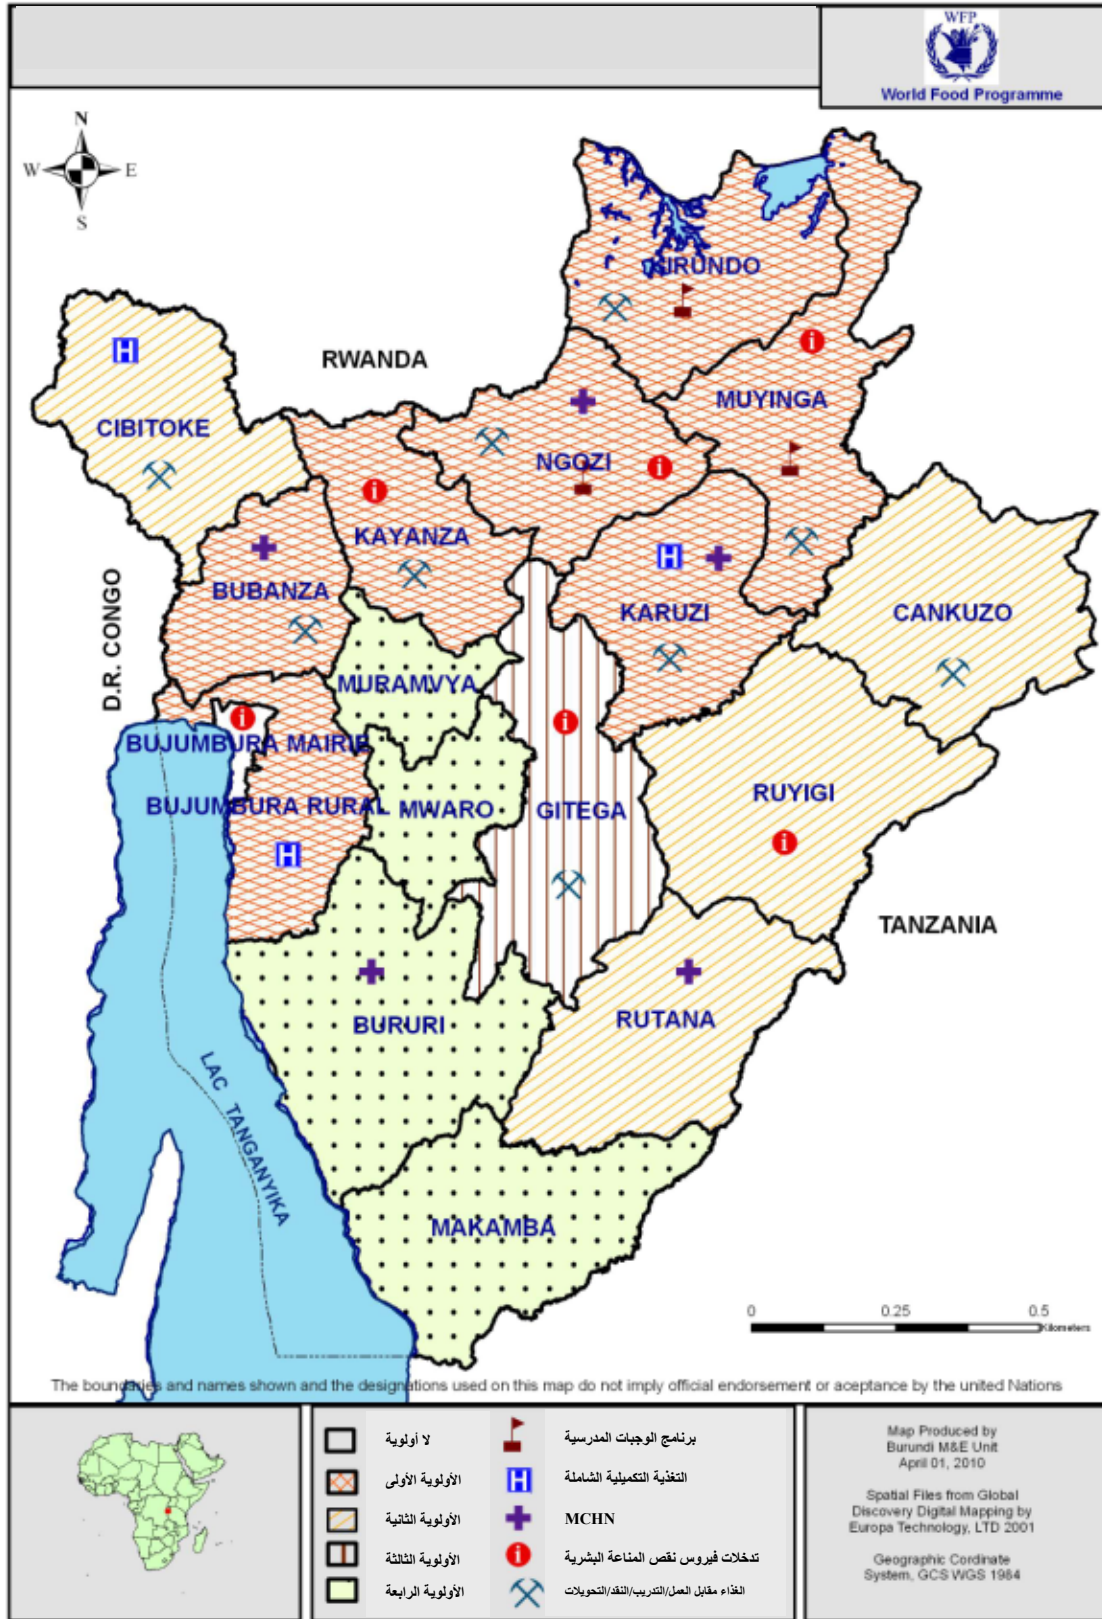 WFP
World Food Programme
N
W
E
S
KIRUNDO
RWANDA
MUYINGA
CIBITOKE
NGOZI
KAYANZA
BUBANZA
KARUZI
CANKUZO
D.R. CONGO
MURAMVYA
BUJUMBURA MAIRIE
RUYIGI
BUJUMBURA RURAL
MWARO
GITEGA
TANZANIA
BURURI
RUTANA
LAC TANGANYIKA
MAKAMBA
0 0.25 0.5
Kilometers
The boundaries and names shown and the designations used on this map do not imply official endorsement or aceptance by the united Nations
لا أولوية
الأولوية الأولى
الأولوية الثانية
الأولوية الثالثة
الأولوية الرابعة
برنامج الوجبات المدرسية
التغذية التكميلية الشاملة
MCHN
تدخلات فيروس نقص المناعة البشرية
الغذاء مقابل العمل/التدريب/النقد/التحويلات
Map Produced by
Burundi M&E Unit
April 01, 2010
Spatial Files from Global
Discovery Digital Mapping by
Europa Technology, LTD 2001
Geographic Cordinate
System, GCS WGS 1984